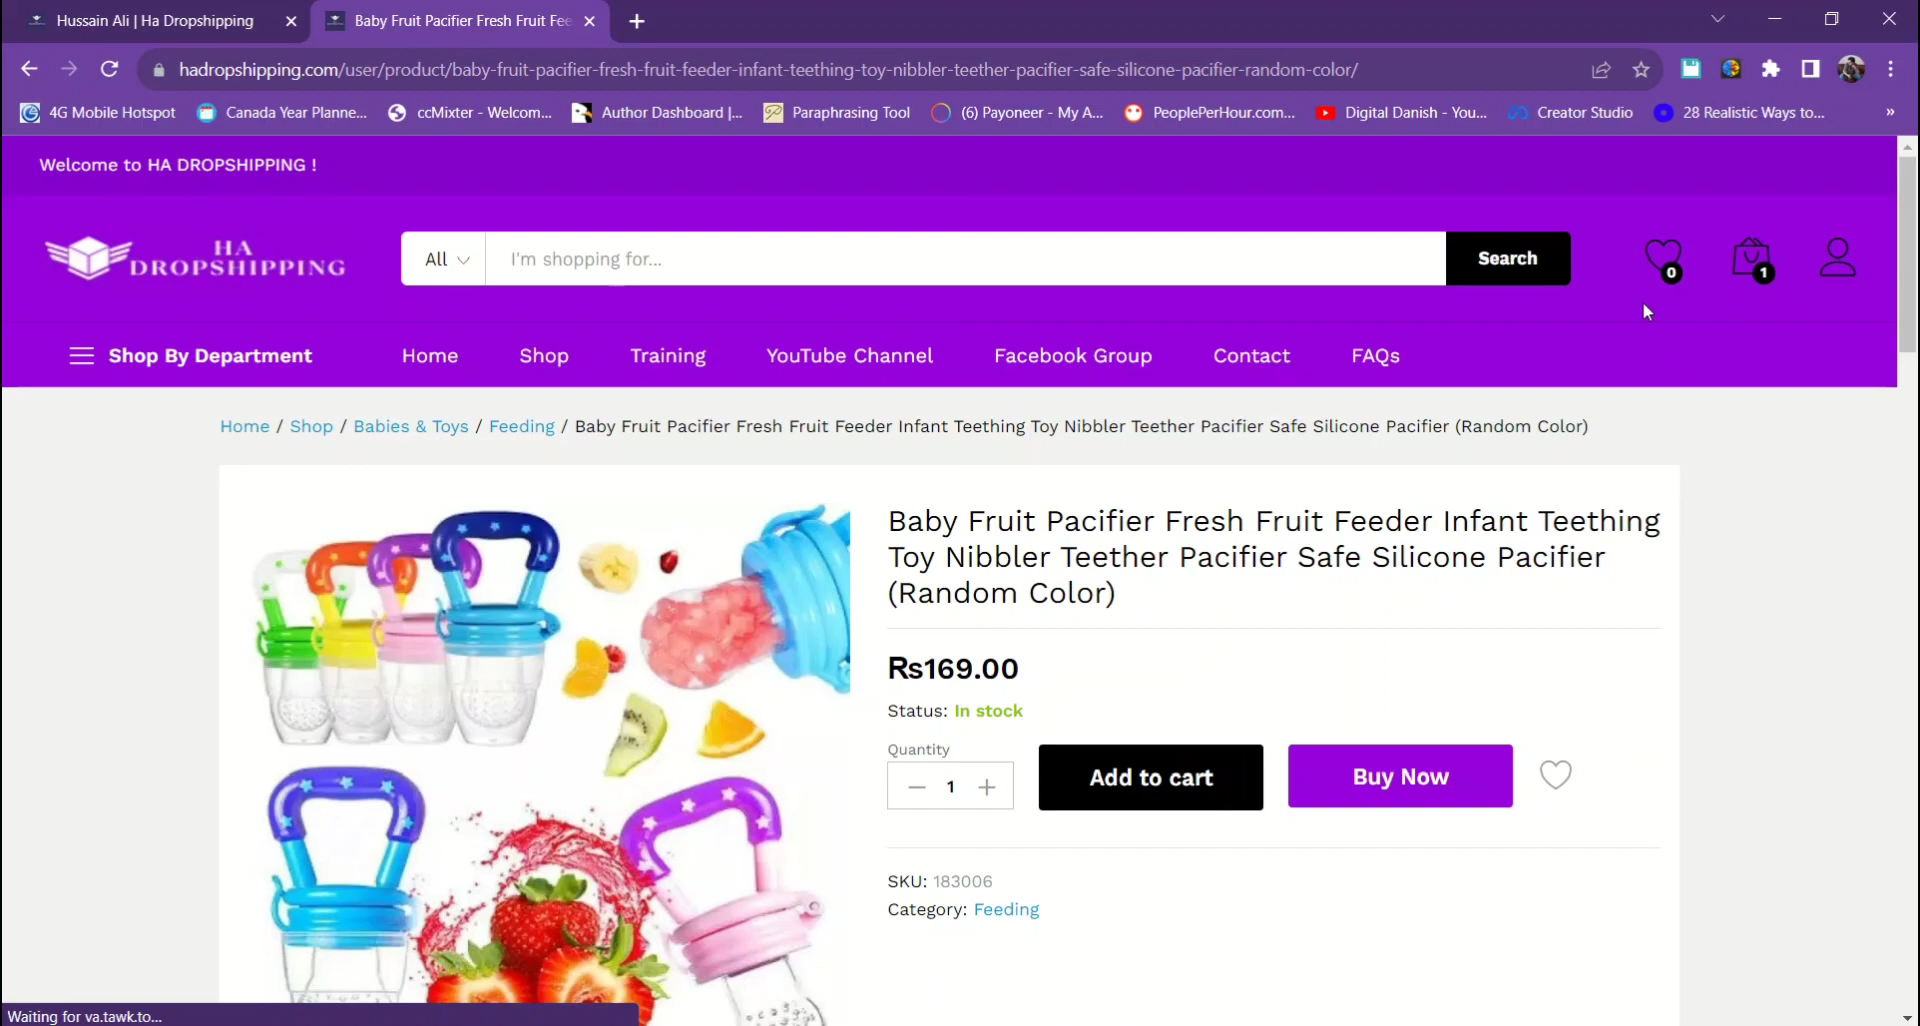 Hussain Ali | Ha Dropshipping
Baby Fruit Pacifier Fresh Fruit Fee
hadropshipping.com/user/product/baby-fruit-pacifier-fresh-fruit-feeder-infant-teething-toy-nibbler-teether-pacifier-safe-silicone-pacifier-random-color/
4G Mobile Hotspot
Canada Year Planne...
ccMixter - Welcom...
Author Dashboard |...
Paraphrasing Tool
(6) Payoneer - My A...
PeoplePerHour.com...
Digital Danish - You...
Creator Studio
28 Realistic Ways to...
»
Welcome to HA DROPSHIPPING !
HA
DROPSHIPPING
All
I'm shopping for...
Search
0
1
Shop By Department
Home
Shop
Training
YouTube Channel
Facebook Group
Contact
FAQs
Home / Shop / Babies & Toys / Feeding / Baby Fruit Pacifier Fresh Fruit Feeder Infant Teething Toy Nibbler Teether Pacifier Safe Silicone Pacifier (Random Color)
Baby Fruit Pacifier Fresh Fruit Feeder Infant Teething
Toy Nibbler Teether Pacifier Safe Silicone Pacifier
(Random Color)
Rs169.00
Status: In stock
Quantity
1
Add to cart
Buy Now
SKU: 183006
Category: Feeding
Waiting for va.tawk.to...